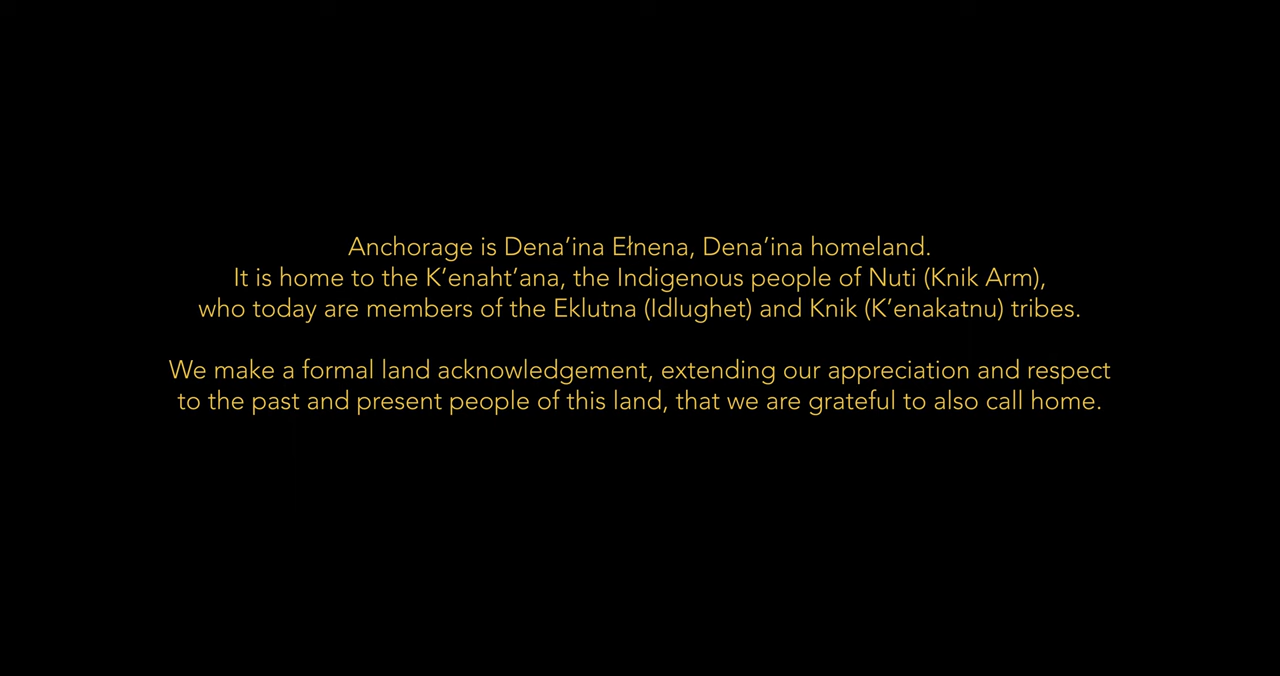 Anchorage is Dena’ina Ełnena, Dena’ina homeland.
It is home to the K’enaht’ana, the Indigenous people of Nuti (Knik Arm),
who today are members of the Eklutna (Idlughet) and Knik (K’enakatnu) tribes.
We make a formal land acknowledgement, extending our appreciation and respect
to the past and present people of this land, that we are grateful to also call home.